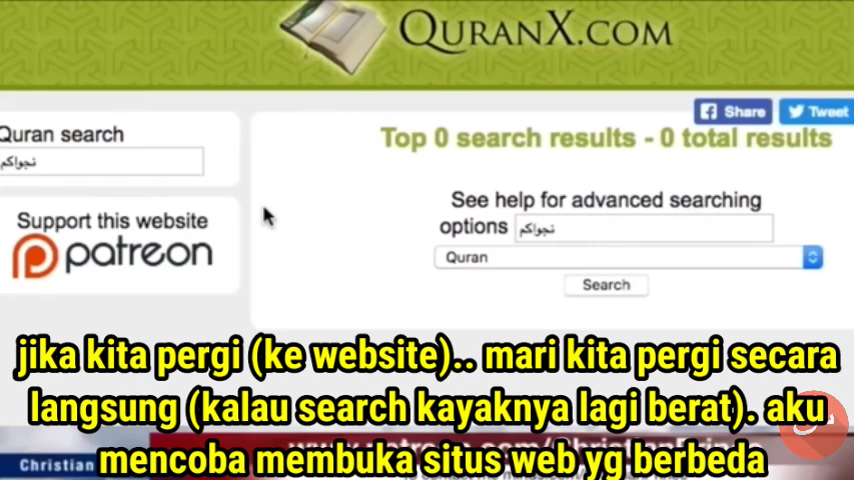 QURANX.COM
Share
Tweet
Quran search
نجواكم
Top 0 search results - 0 total results
Support this website
patreon
See help for advanced searching
options
نجواكم
Quran
Search
jika kita pergi (ke website).. mari kita pergi secara
langsung (kalau search kayaknya lagi berat). aku
mencoba membuka situs web yg berbeda
Christian